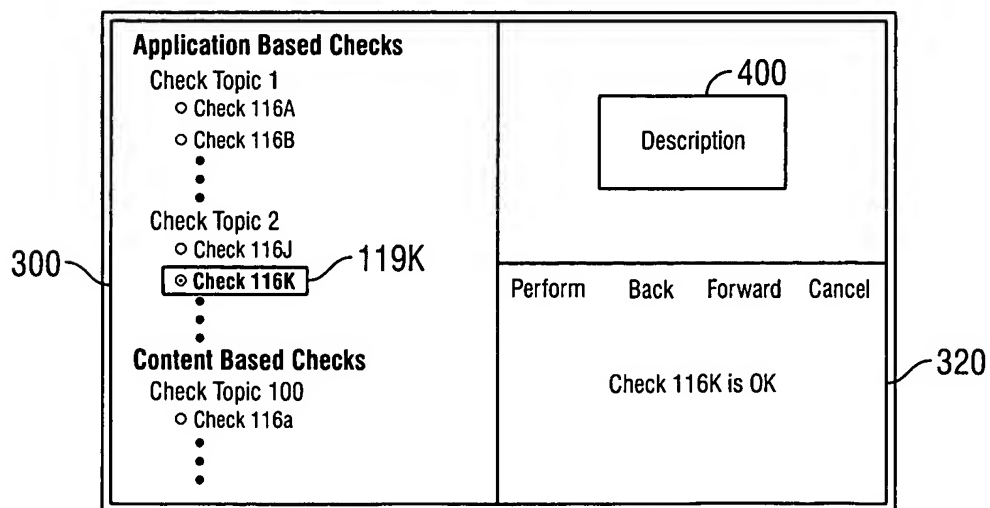 Application Based Checks
Check Topic 1
Check 116A
Check 116B
Check Topic 2
Check 116J
Check 116K
119K
300
Content Based Checks
Check Topic 100
Check 116a
400
Description
Perform Back Forward Cancel
Check 116K is OK
320